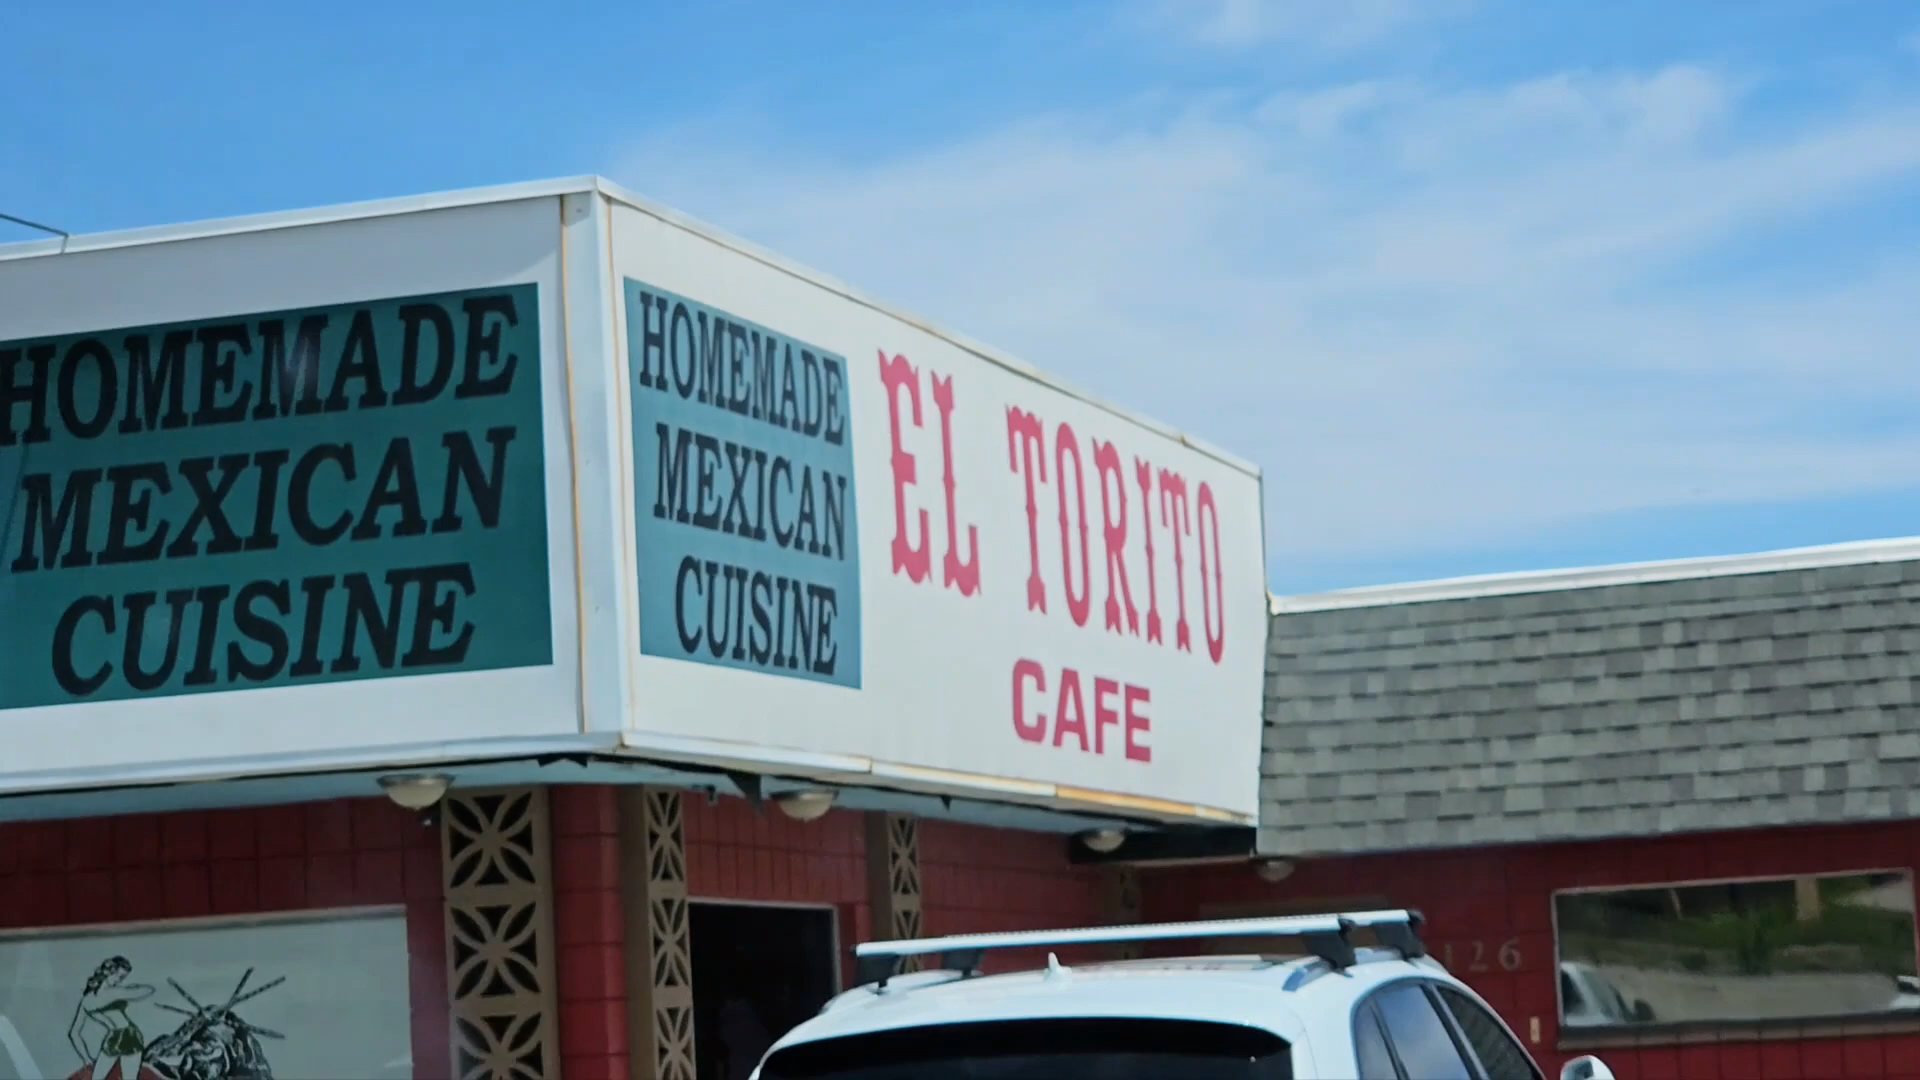 HOMEMADE
MEXICAN
CUISINE
HOMEMADE
MEXICAN
CUISINE
EL TORITO
CAFE
126